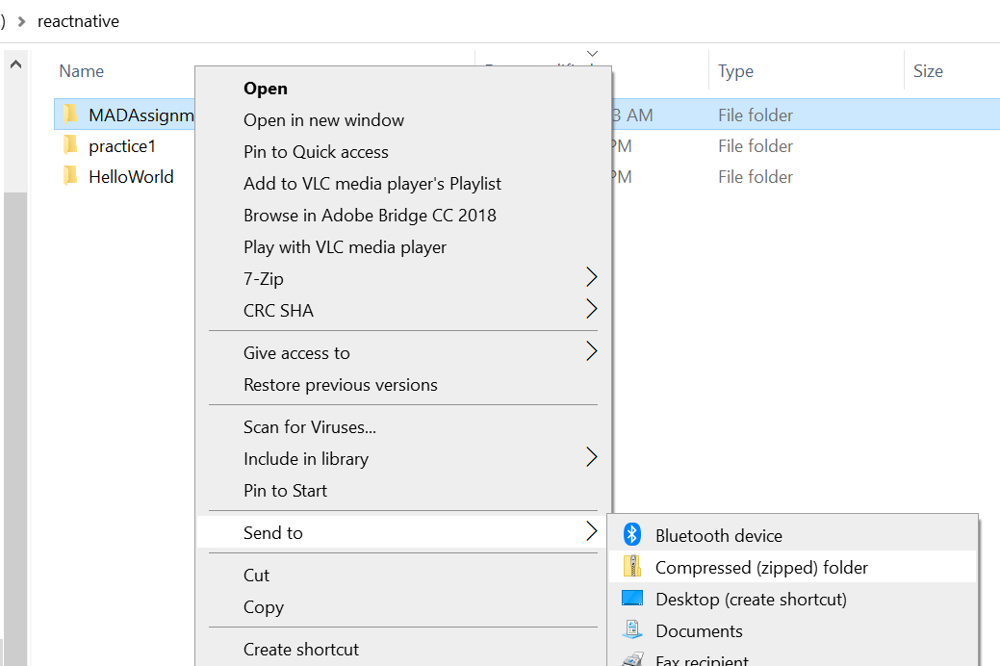 ) > reactnative
Name
Type
Size
MADAssignm
3 AM
File folder
practice1
PM
File folder
HelloWorld
PM
File folder
Open
Open in new window
Pin to Quick access
Add to VLC media player's Playlist
Browse in Adobe Bridge CC 2018
Play with VLC media player
7-Zip
CRC SHA
Give access to
Restore previous versions
Scan for Viruses...
Include in library
Pin to Start
Send to
Cut
Copy
Create shortcut
Bluetooth device
Compressed (zipped) folder
Desktop (create shortcut)
Documents
Fax recipient